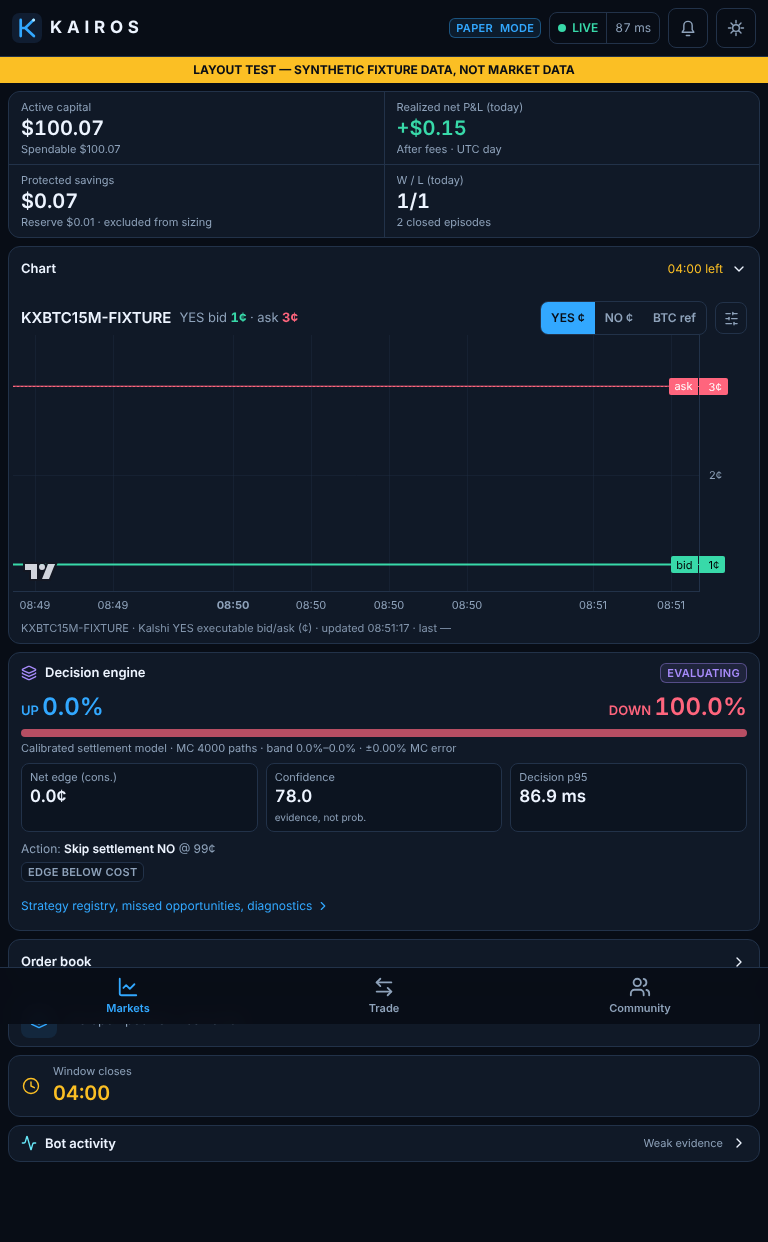 KAIROS
PAPER MODE
LIVE
87 ms
LAYOUT TEST — SYNTHETIC FIXTURE DATA, NOT MARKET DATA
Active capital
$100.07
Spendable $100.07
Realized net P&L (today)
+$0.15
After fees · UTC day
Protected savings
$0.07
Reserve $0.01 · excluded from sizing
W / L (today)
1/1
2 closed episodes
Chart
04:00 left
KXBTC15M-FIXTURE YES bid 1¢ · ask 3¢
YES ¢ NO ¢ BTC ref
ask 3¢
2¢
bid 1¢
08:49 08:49 08:50 08:50 08:50 08:50 08:51 08:51
KXBTC15M-FIXTURE · Kalshi YES executable bid/ask (¢) · updated 08:51:17 · last —
Decision engine
EVALUATING
UP 0.0%
DOWN 100.0%
Calibrated settlement model · MC 4000 paths · band 0.0%–0.0% · ±0.00% MC error
Net edge (cons.)
0.0¢
Confidence
78.0
evidence, not prob.
Decision p95
86.9 ms
Action: Skip settlement NO @ 99¢
EDGE BELOW COST
Strategy registry, missed opportunities, diagnostics
Order book
Markets
Trade
Community
Window closes
04:00
Bot activity
Weak evidence